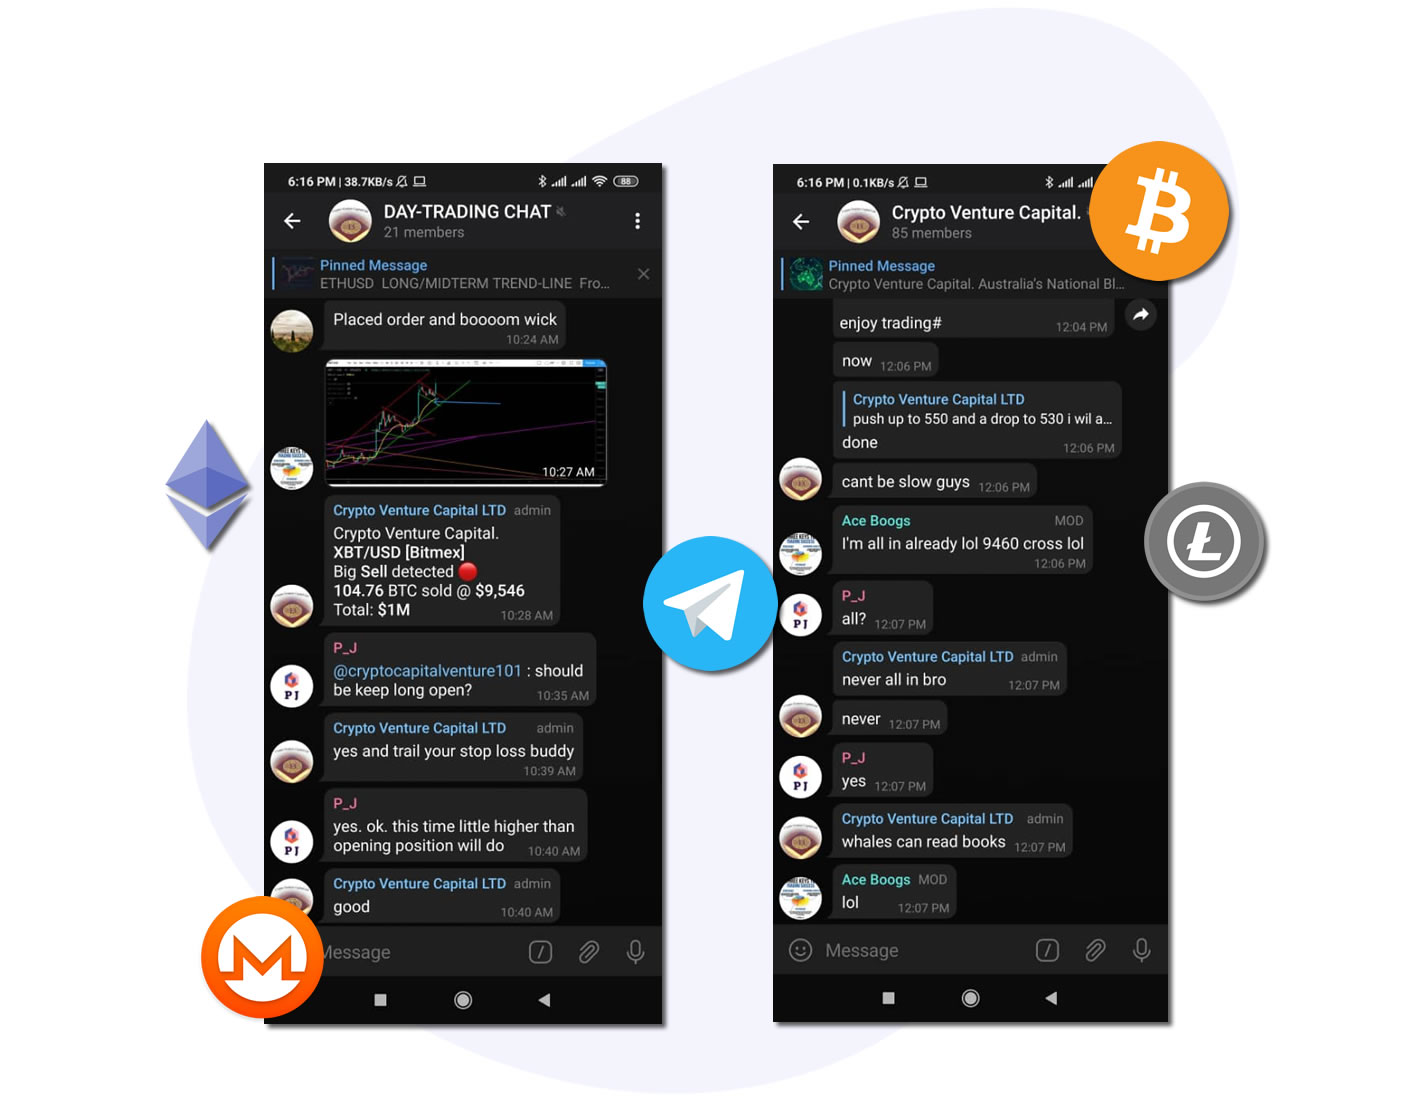 6:16 PM | 38.7KB/s
88
DAY-TRADING CHAT
21 members
Pinned Message
ETHUSD LONG/MIDTERM TREND-LINE Fro...
Placed order and boooom wick
10:24 AM
10:27 AM
Crypto Venture Capital LTD admin
Crypto Venture Capital.
XBT/USD [Bitmex]
Big Sell detected
104.76 BTC sold @ $9,546
Total: $1M
10:28 AM
P_J
@cryptocapitalventure101 : should
be keep long open?
10:35 AM
PJ
Crypto Venture Capital LTD admin
yes and trail your stop loss buddy
10:39 AM
P_J
yes. ok. this time little higher than
opening position will do
10:40 AM
PJ
Crypto Venture Capital LTD admin
good
10:40 AM
Message
6:16 PM | 0.1KB/s
Crypto Venture Capital.
85 members
Pinned Message
Crypto Venture Capital. Australia's National Bl...
enjoy trading#
12:04 PM
now 12:06 PM
Crypto Venture Capital LTD
push up to 550 and a drop to 530 i wil a...
done
12:06 PM
cant be slow guys 12:06 PM
Ace Boogs MOD
I'm all in already lol 9460 cross lol
12:06 PM
P_J
all? 12:07 PM
PJ
Crypto Venture Capital LTD admin
never all in bro
12:07 PM
never 12:07 PM
P_J
yes 12:07 PM
PJ
Crypto Venture Capital LTD admin
whales can read books 12:07 PM
Ace Boogs MOD
lol
12:07 PM
Message